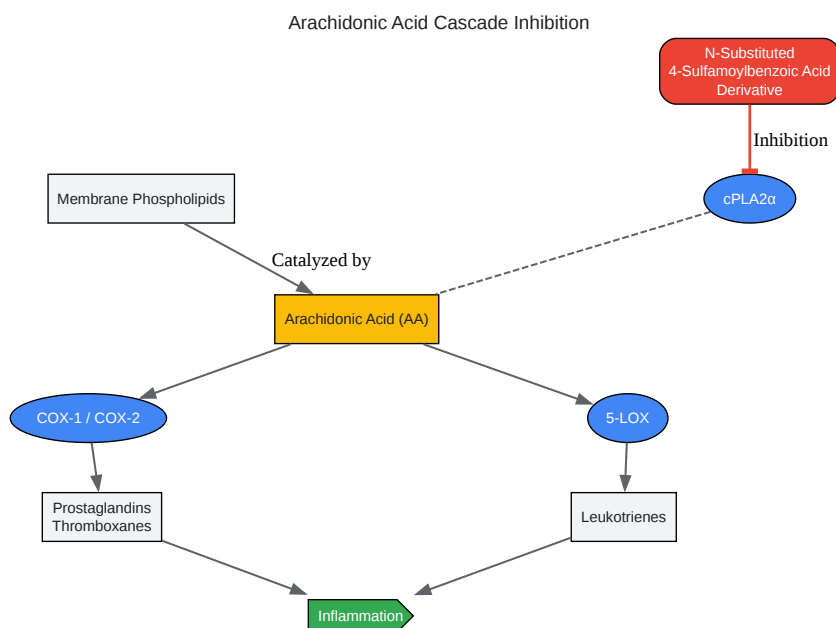 Arachidonic Acid Cascade Inhibition
N-Substituted
4-Sulfamoylbenzoic Acid
Derivative
Inhibition
Membrane Phospholipids
cPLA2α
Catalyzed by
Arachidonic Acid (AA)
COX-1 / COX-2
5-LOX
Prostaglandins
Thromboxanes
Leukotrienes
Inflammation